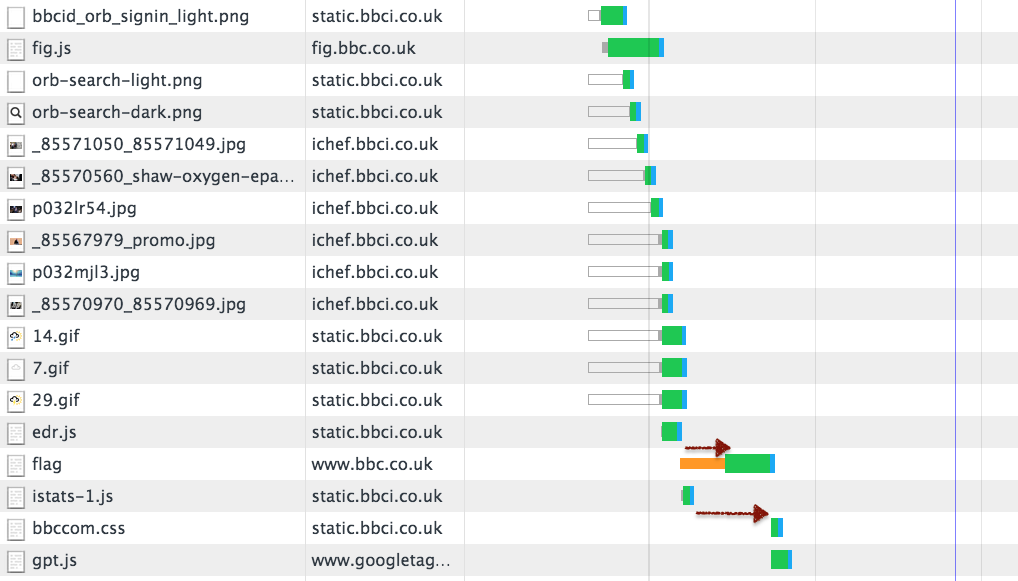 bbcid_orb_signin_light.png static.bbci.co.uk
fig.js fig.bbc.co.uk
orb-search-light.png static.bbci.co.uk
orb-search-dark.png static.bbci.co.uk
_85571050_85571049.jpg ichef.bbci.co.uk
_85570560_shaw-oxygen-epa... ichef.bbci.co.uk
p032lr54.jpg ichef.bbci.co.uk
_85567979_promo.jpg ichef.bbci.co.uk
p032mjl3.jpg ichef.bbci.co.uk
_85570970_85570969.jpg ichef.bbci.co.uk
14.gif static.bbci.co.uk
7.gif static.bbci.co.uk
29.gif static.bbci.co.uk
edr.js static.bbci.co.uk
flag www.bbc.co.uk
istats-1.js static.bbci.co.uk
bbccom.css static.bbci.co.uk
gpt.js www.googletag...